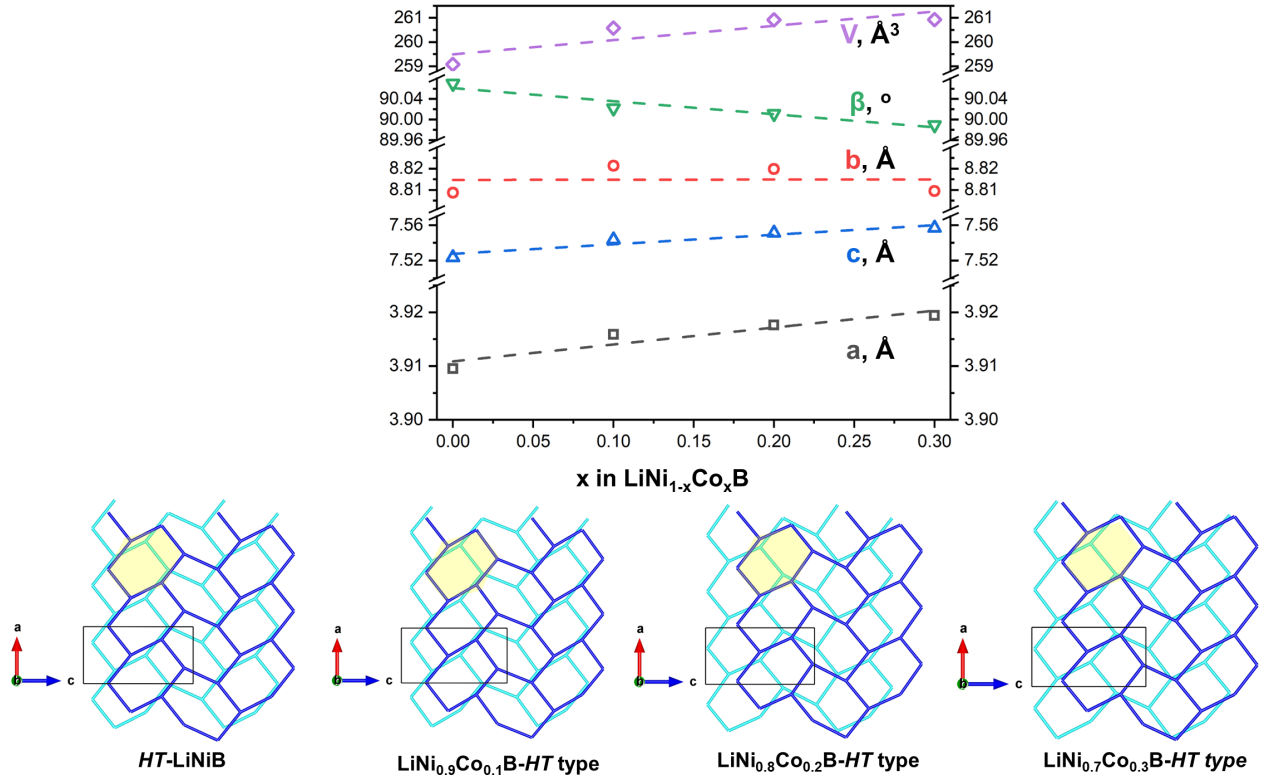 261 V, Å³ 261
260 260
259 259
90.04 β, º 90.04
90.00 90.00
89.96 89.96
8.82 b, Å 8.82
8.81 8.81
7.56 c, Å 7.56
7.52 7.52
3.92 3.92
3.91 a, Å 3.91
3.90 3.90
0.00 0.05 0.10 0.15 0.20 0.25 0.30
x in LiNi₁₋ₓCoₓB
a a a a
b c b c b c b c
HT-LiNiB LiNi₀.₉Co₀.₁B-HT type LiNi₀.₈Co₀.₂B-HT type LiNi₀.₇Co₀.₃B-HT type